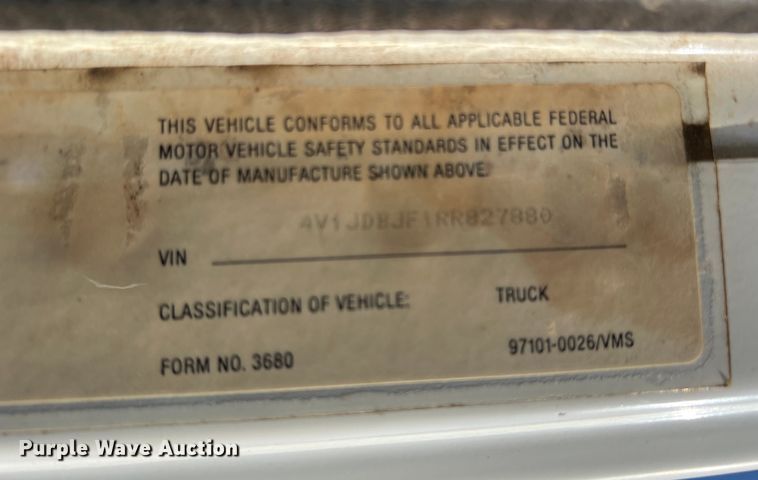 THIS VEHICLE CONFORMS TO ALL APPLICABLE FEDERAL
MOTOR VEHICLE SAFETY STANDARDS IN EFFECT ON THE
DATE OF MANUFACTURE SHOWN ABOVE.
4V1JDBJF1RR827880
VIN
CLASSIFICATION OF VEHICLE: TRUCK
FORM NO. 3680 97101-0026/VMS
Purple Wave Auction